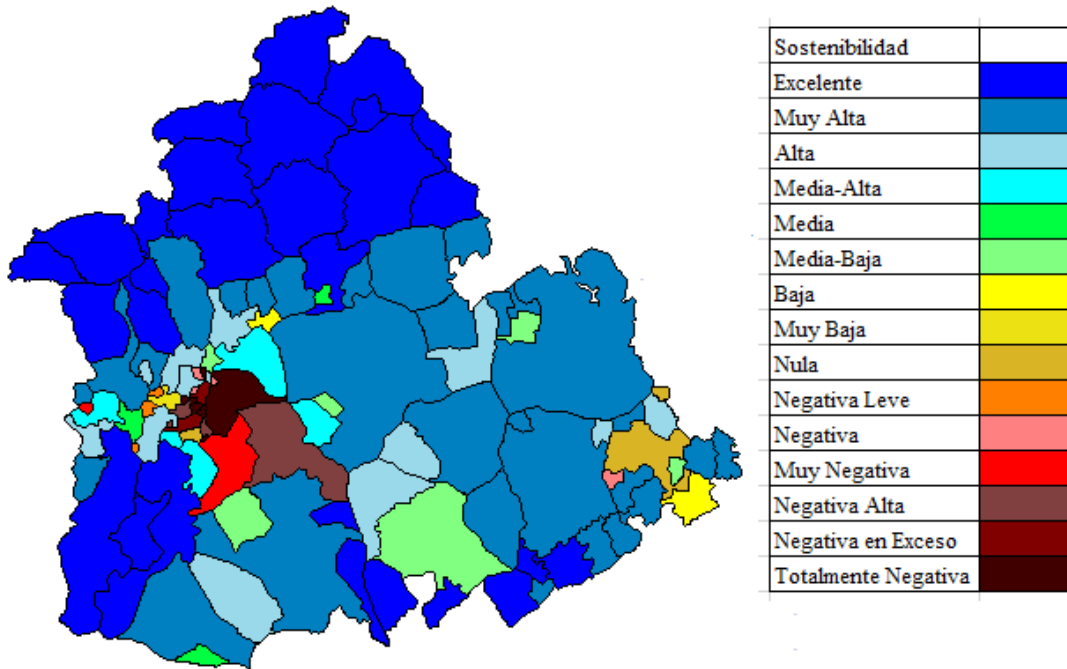 Sostenibilidad
Excelente
Muy Alta
Alta
Media-Alta
Media
Media-Baja
Baja
Muy Baja
Nula
Negativa Leve
Negativa
Muy Negativa
Negativa Alta
Negativa en Exceso
Totalmente Negativa